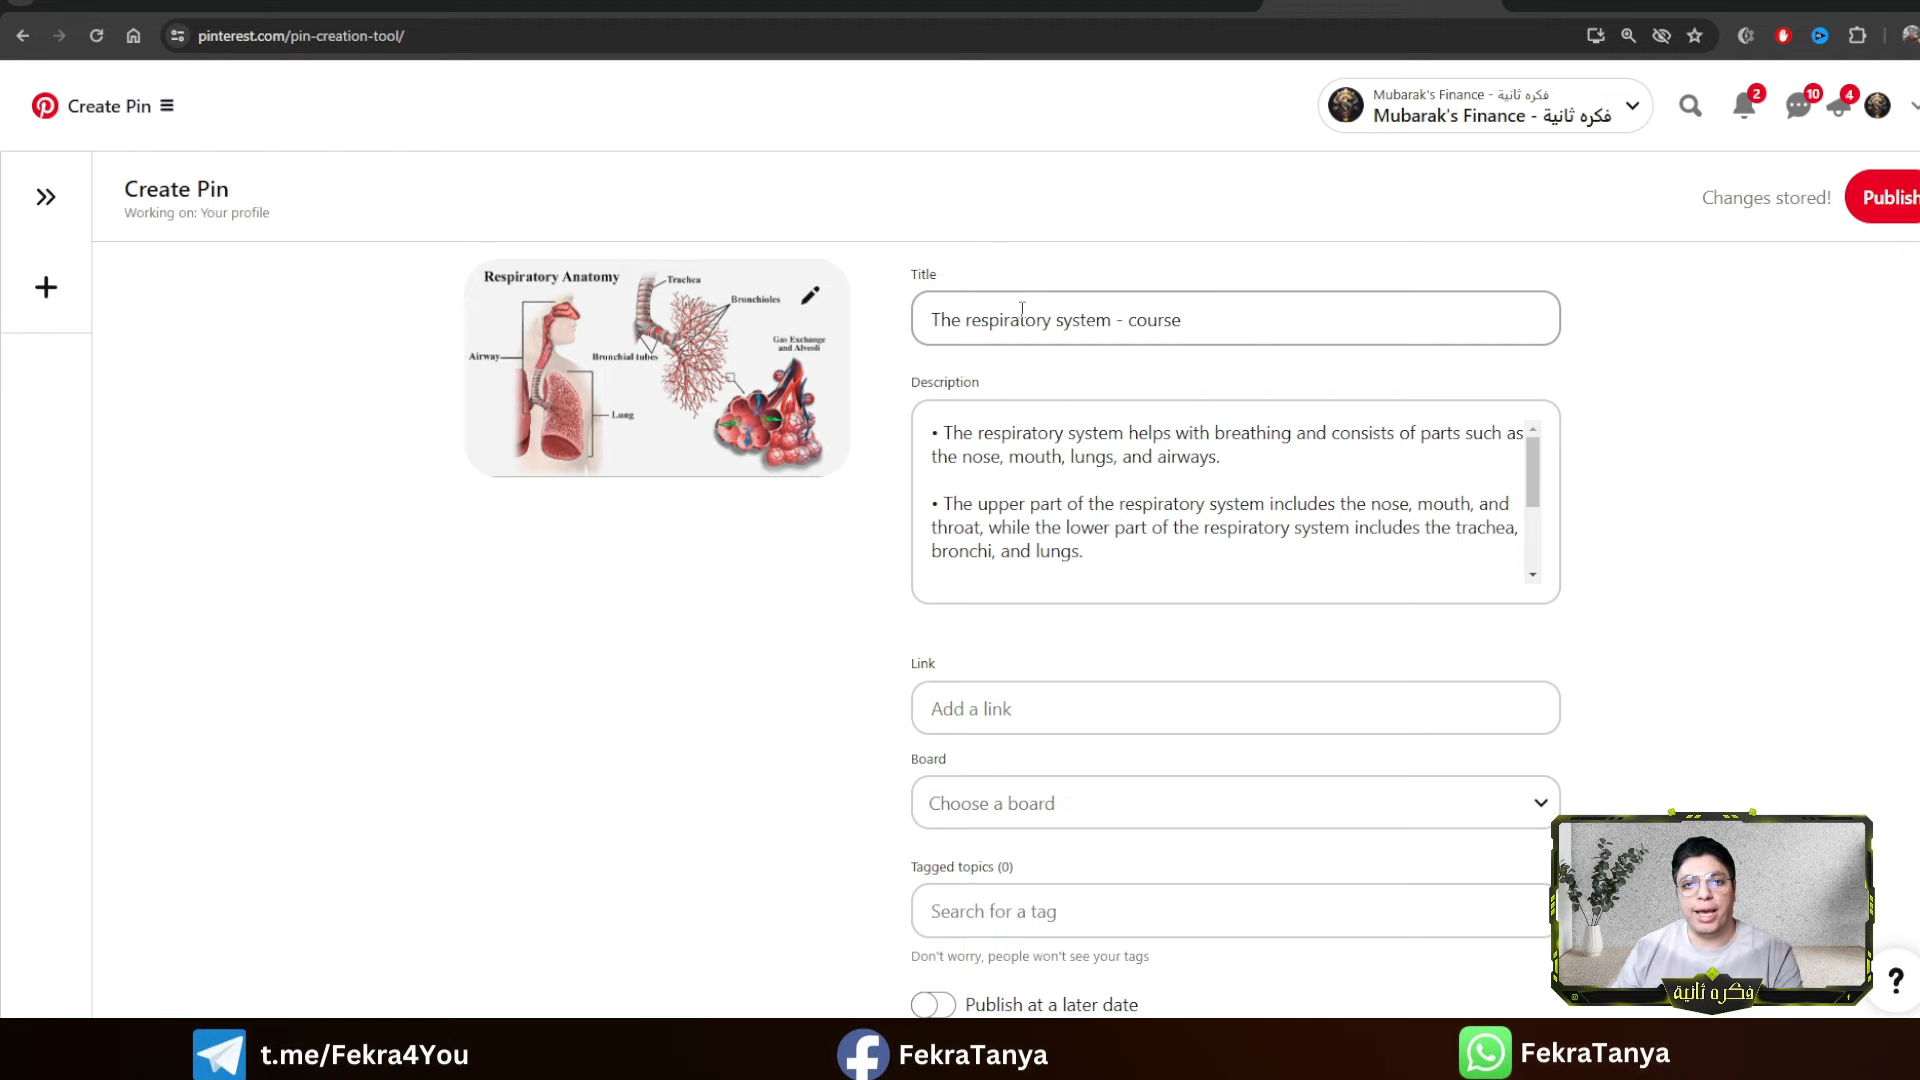 pinterest.com/pin-creation-tool/
Create Pin
Mubarak's Finance - فكره ثانية
Mubarak's Finance - فكره ثانية
2
10
4
Create Pin
Working on: Your profile
Changes stored!
Publish
Respiratory Anatomy
Trachea
Bronchioles
Gas Exchange
and Alveoli
Airway
Bronchial tubes
Lung
Title
The respiratory system - course
Description
• The respiratory system helps with breathing and consists of parts such as
the nose, mouth, lungs, and airways.
• The upper part of the respiratory system includes the nose, mouth, and
throat, while the lower part of the respiratory system includes the trachea,
bronchi, and lungs.
Link
Add a link
Board
Choose a board
Tagged topics (0)
Search for a tag
Don't worry, people won't see your tags
Publish at a later date
فكره ثانية
?
t.me/Fekra4You
FekraTanya
FekraTanya